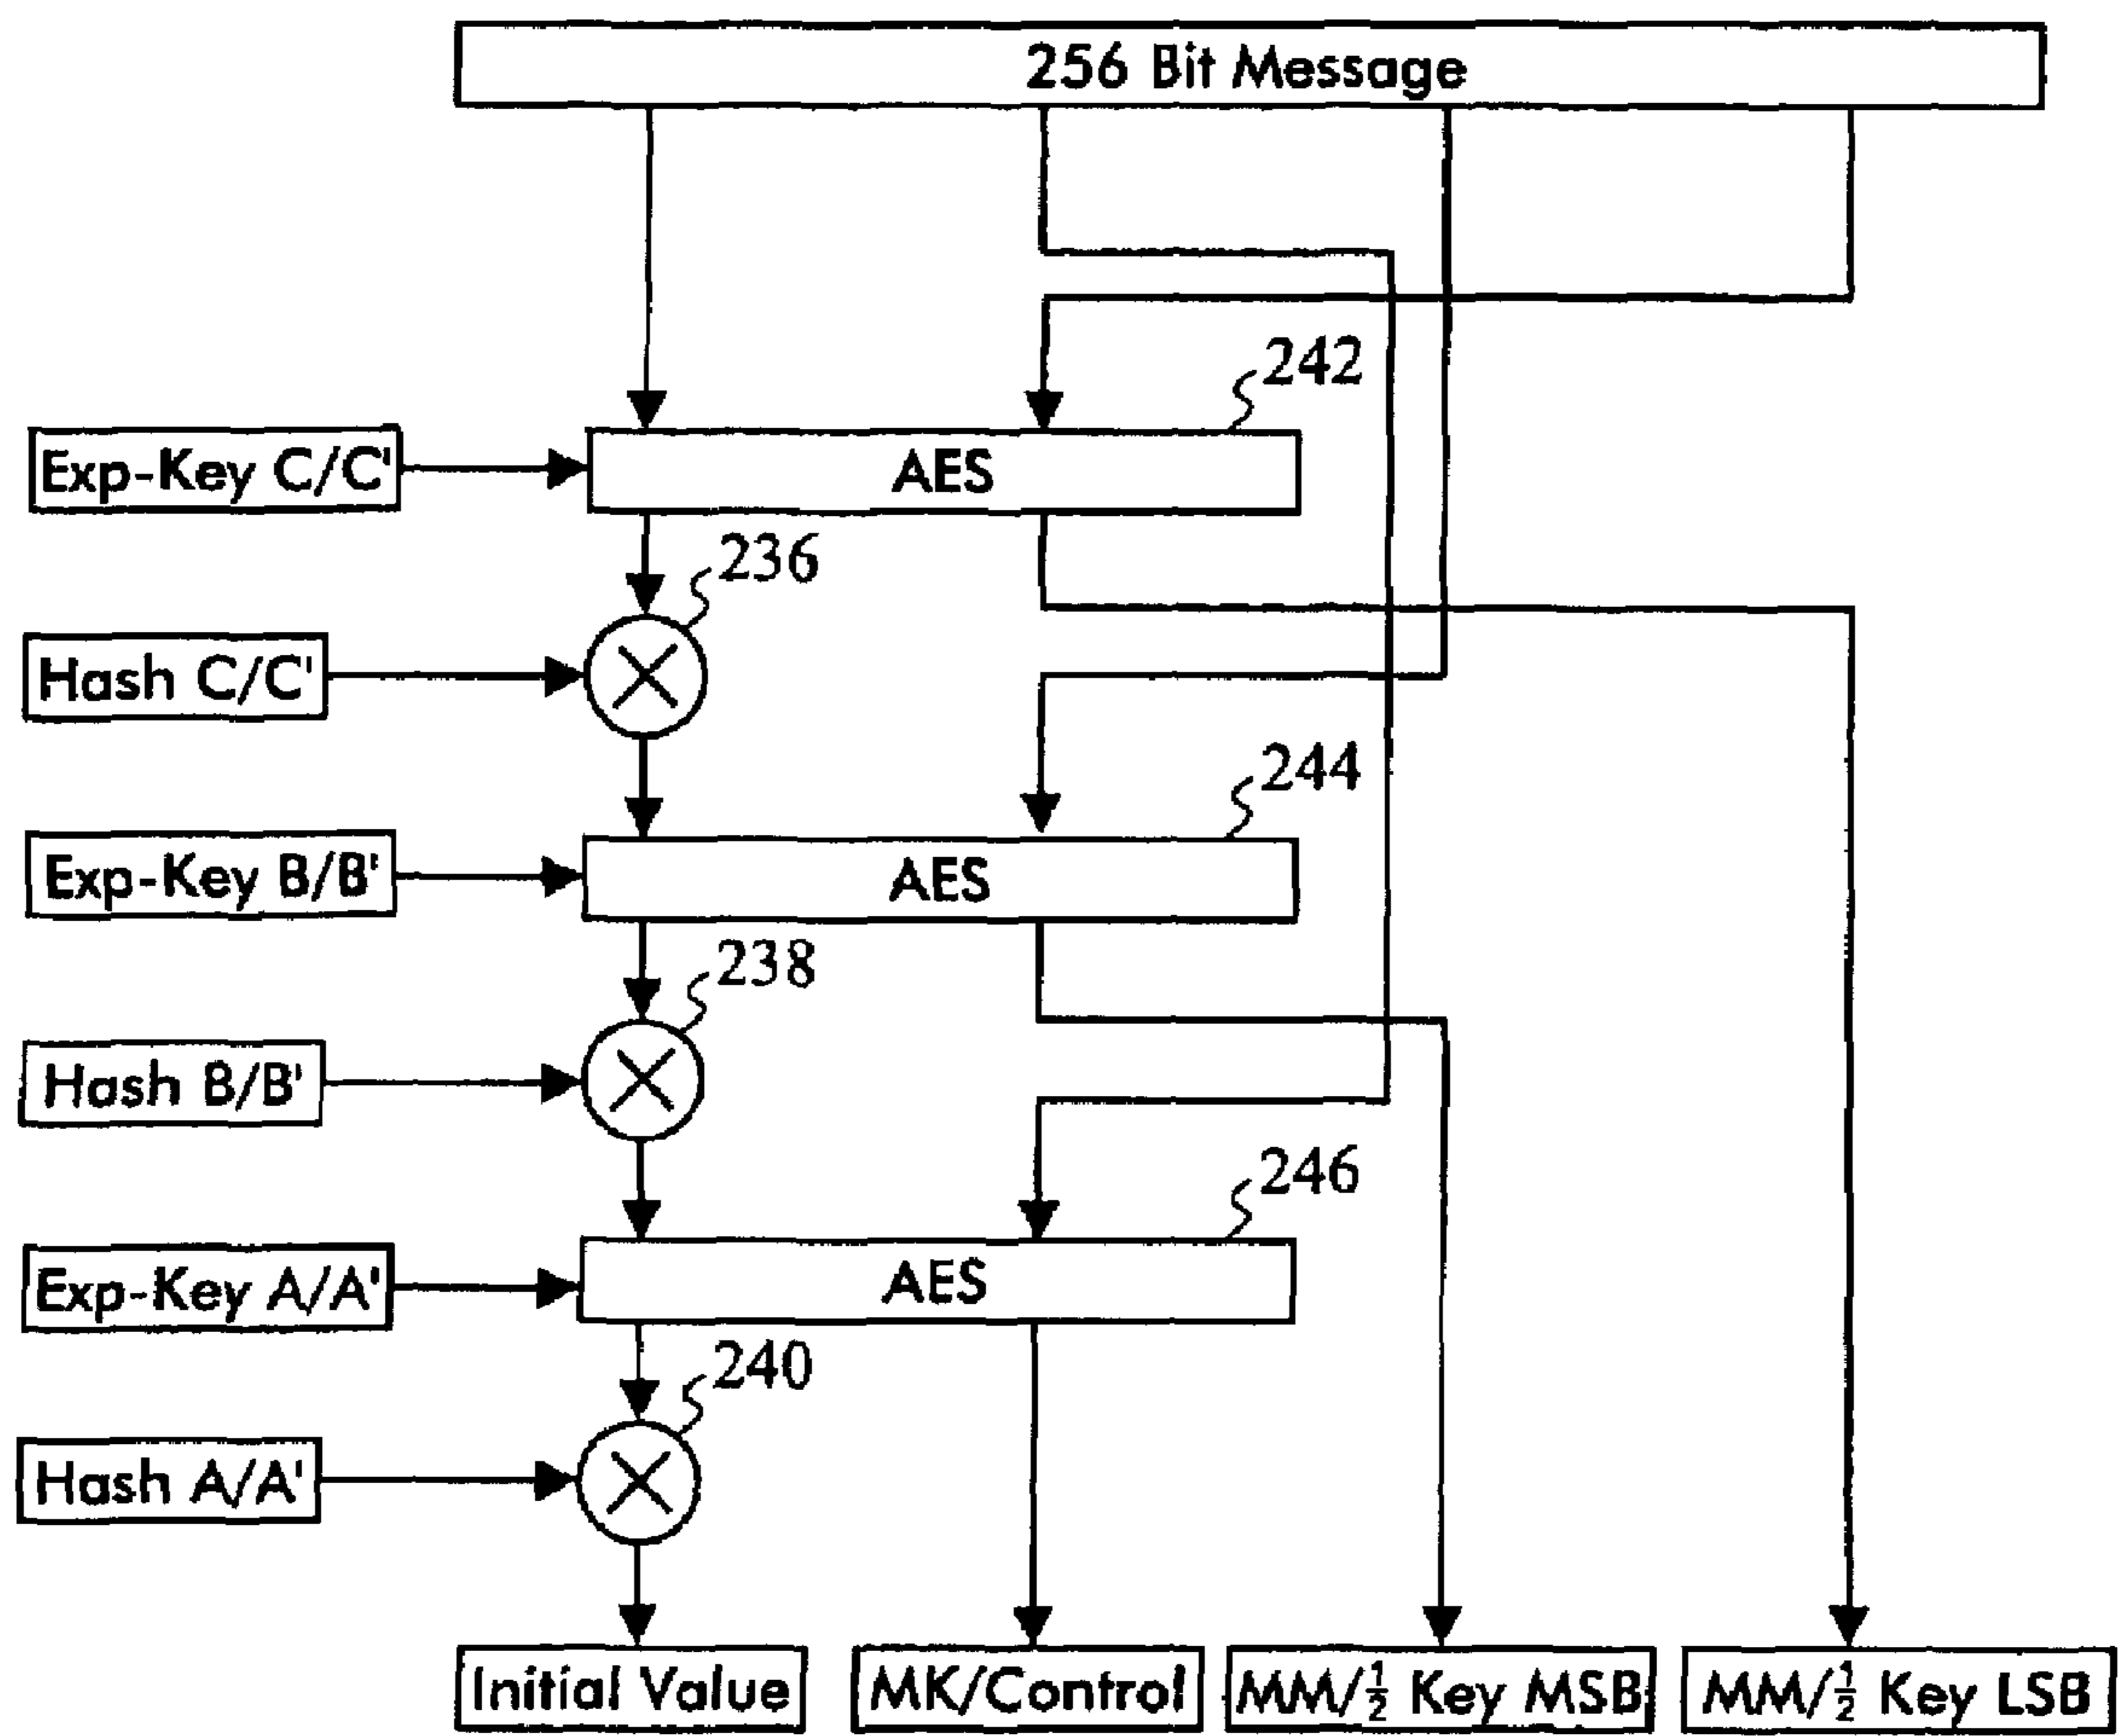 256 Bit Message
242
Exp-Key C/C'
AES
236
Hash C/C'
244
Exp-Key B/B'
AES
238
Hash B/B'
246
Exp-Key A/A'
AES
240
Hash A/A'
Initial Value
MK/Control
MM/½ Key MSB
MM/½ Key LSB